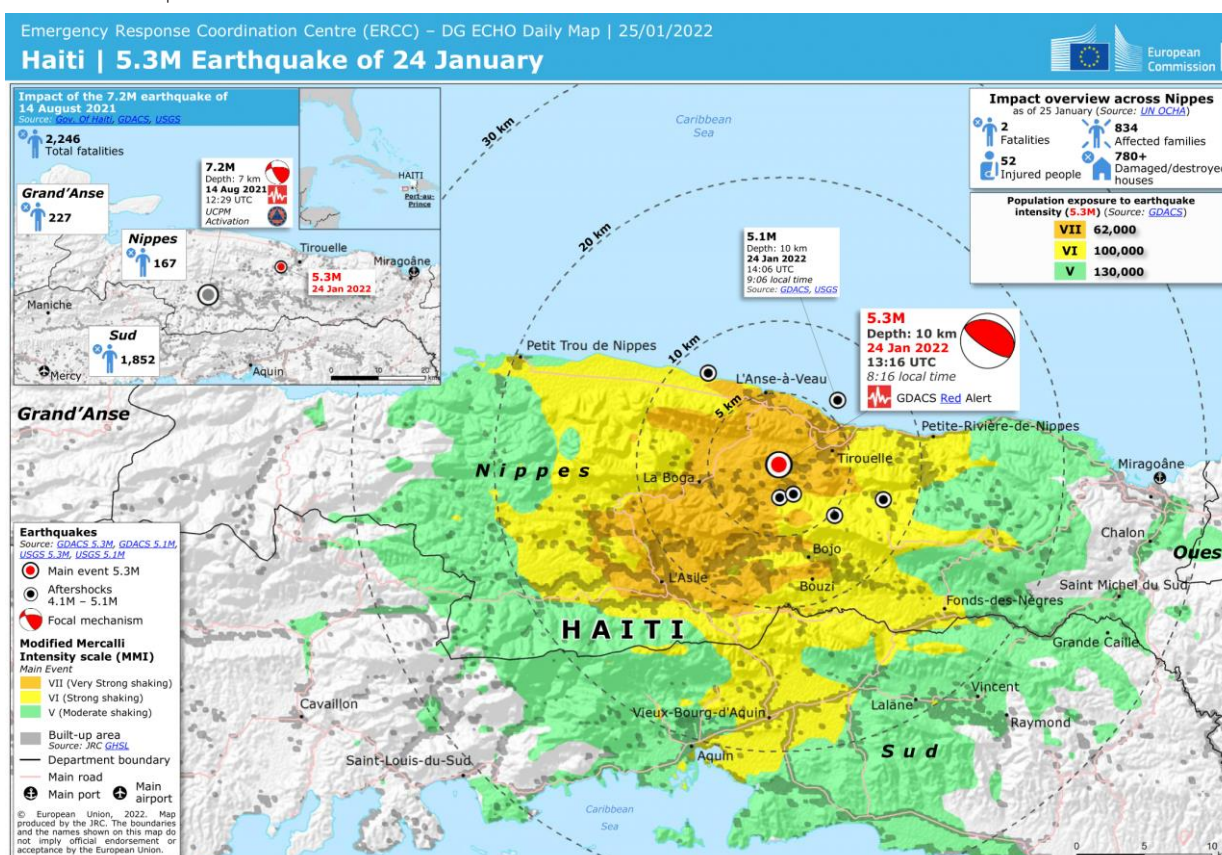 Emergency Response Coordination Centre (ERCC) – DG ECHO Daily Map | 25/01/2022
Haiti | 5.3M Earthquake of 24 January
European
Commission
Impact of the 7.2M earthquake of
14 August 2021
Source: Gov. Of Haiti, GDACS, USGS
2,246
Total fatalities
7.2M
Depth: 7 km
14 Aug 2021
12:29 UTC
UCPM
Activation
HAITI
Port-au-
Prince
Grand'Anse
227
Nippes
167
Tirouelle
Miragoâne
5.3M
24 Jan 2022
Maniche
Sud
1,852
Mercy
Aquin
0 10 20
km
Impact overview across Nippes
as of 25 January (Source: UN OCHA)
2
Fatalities
834
Affected families
52
Injured people
780+
Damaged/destroyed
houses
Population exposure to earthquake
intensity (5.3M) (Source: GDACS)
VII 62,000
VI 100,000
V 130,000
Caribbean
Sea
30 km
20 km
10 km
5 km
5.1M
Depth: 10 km
24 Jan 2022
14:06 UTC
9:06 local time
Source: GDACS, USGS
5.3M
Depth: 10 km
24 Jan 2022
13:16 UTC
8:16 local time
GDACS Red Alert
Petit Trou de Nippes
L'Anse-à-Veau
Grand'Anse
Petite-Rivière-de-Nippes
Nippes
Tirouelle
La Boga
Miragoâne
Chalon
Bojo
Oues
L'Asile
Bouzi
Saint Michel du Sud
Fonds-des-Nègres
HAITI
Grande Caille
Cavaillon
Vincent
Lalane
Vieux-Bourg-d'Aquin
Raymond
Sud
Aquin
Saint-Louis-du-Sud
Caribbean
Sea
0 5 10
Earthquakes
Source: GDACS 5.3M, GDACS 5.1M,
USGS 5.3M, USGS 5.1M
Main event 5.3M
Aftershocks
4.1M – 5.1M
Focal mechanism
Modified Mercalli
Intensity scale (MMI)
Main Event
VII (Very Strong shaking)
VI (Strong shaking)
V (Moderate shaking)
Built-up area
Source: JRC GHSL
Department boundary
Main road
Main port
Main
airport
© European Union, 2022. Map
produced by the JRC. The boundaries
and the names shown on this map do
not imply official endorsement or
acceptance by the European Union.